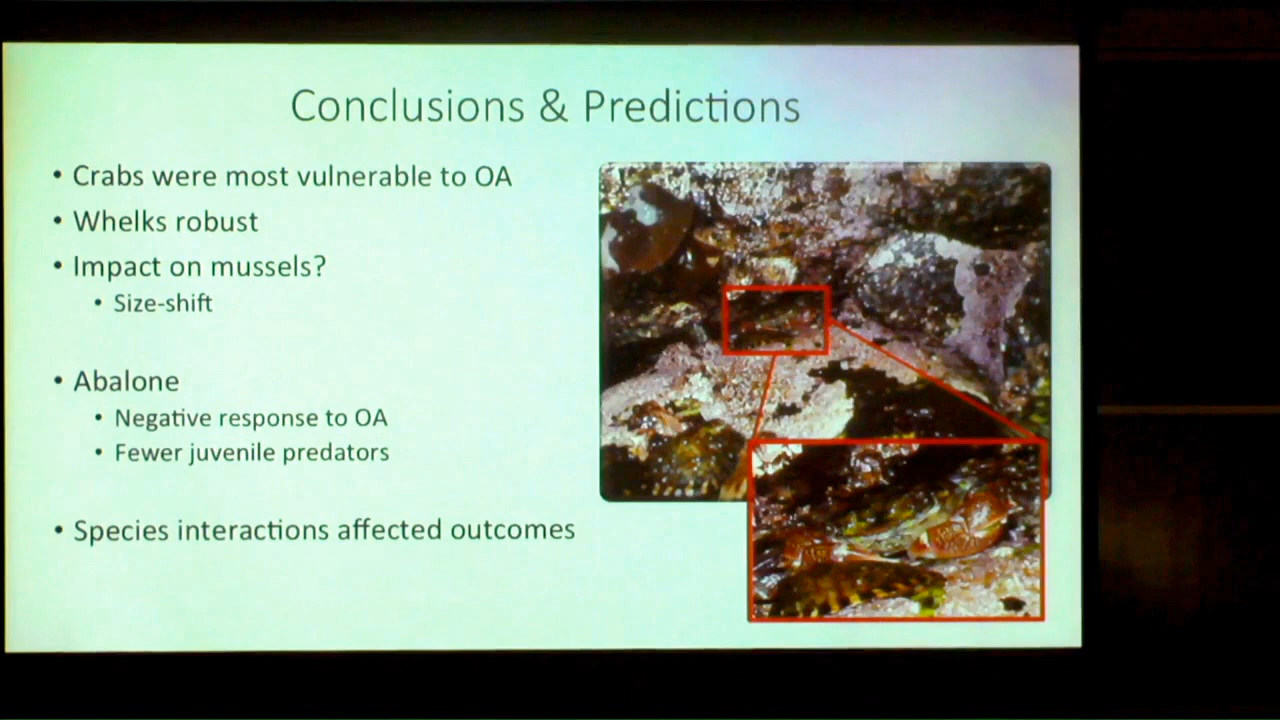 Conclusions & Predictions
• Crabs were most vulnerable to OA
• Whelks robust
• Impact on mussels?
• Size-shift
• Abalone
• Negative response to OA
• Fewer juvenile predators
• Species interactions affected outcomes